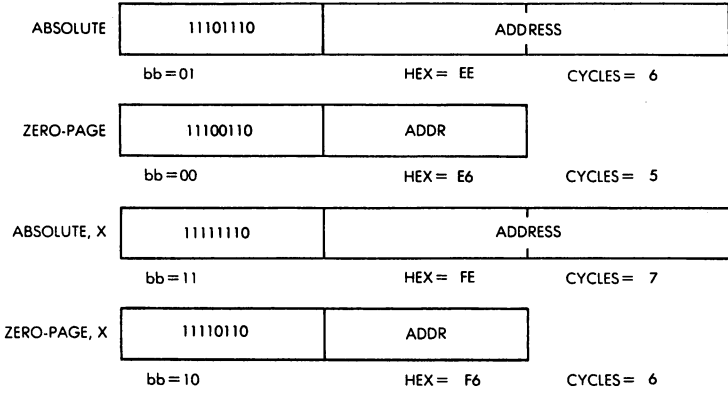 ABSOLUTE 11101110 ADDRESS
bb=01 HEX= EE CYCLES= 6
ZERO-PAGE 11100110 ADDR
bb=00 HEX= E6 CYCLES= 5
ABSOLUTE, X 11111110 ADDRESS
bb=11 HEX= FE CYCLES= 7
ZERO-PAGE, X 11110110 ADDR
bb=10 HEX= F6 CYCLES= 6